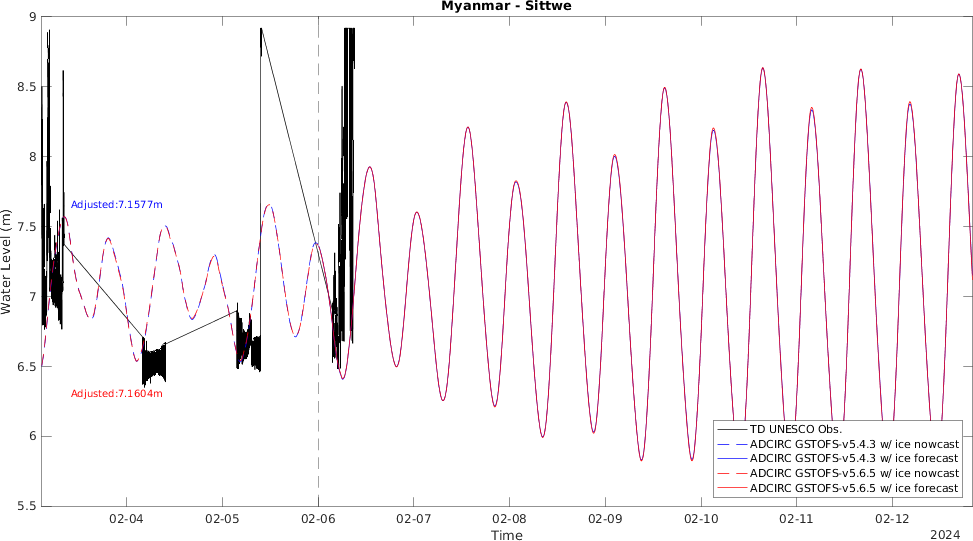 Myanmar - Sittwe
9
8.5
8
7.5
7
6.5
6
5.5
Water Level (m)
Adjusted:7.1577m
Adjusted:7.1604m
TD UNESCO Obs.
ADCIRC GSTOFS-v5.4.3 w/ ice nowcast
ADCIRC GSTOFS-v5.4.3 w/ ice forecast
ADCIRC GSTOFS-v5.6.5 w/ ice nowcast
ADCIRC GSTOFS-v5.6.5 w/ ice forecast
02-04 02-05 02-06 02-07 02-08 02-09 02-10 02-11 02-12
Time
2024